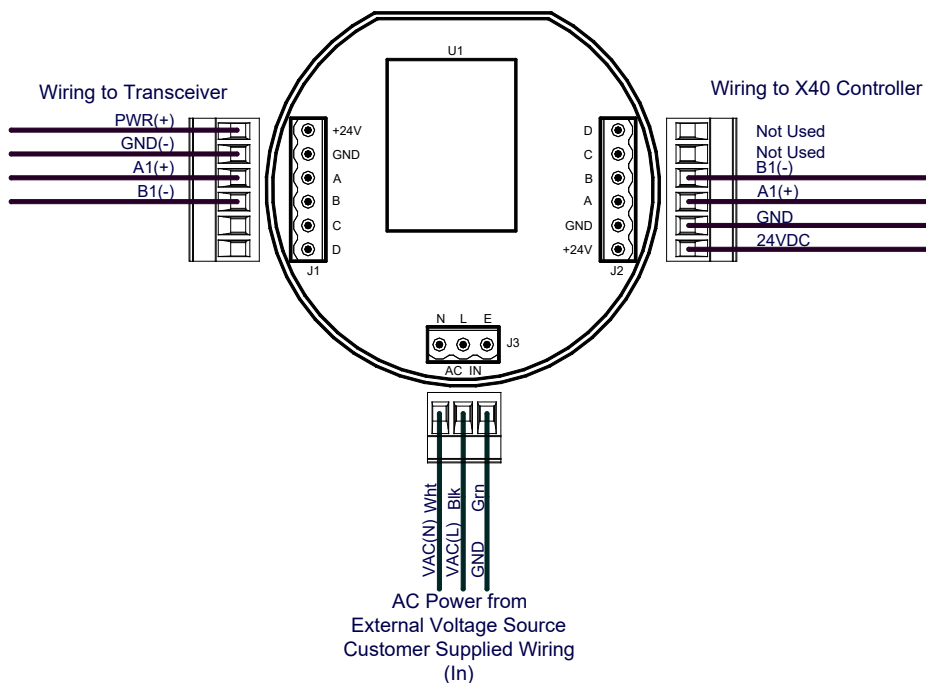 U1
Wiring to Transceiver
PWR(+)
GND(-)
A1(+)
B1(-)
+24V
GND
A
B
C
D
J1
Wiring to X40 Controller
D
C
B
A
GND
+24V
J2
Not Used
Not Used
B1(-)
A1(+)
GND
24VDC
N L E
J3
AC IN
VAC(N) Wht
VAC(L) Blk
GND Grn
AC Power from
External Voltage Source
Customer Supplied Wiring
(In)